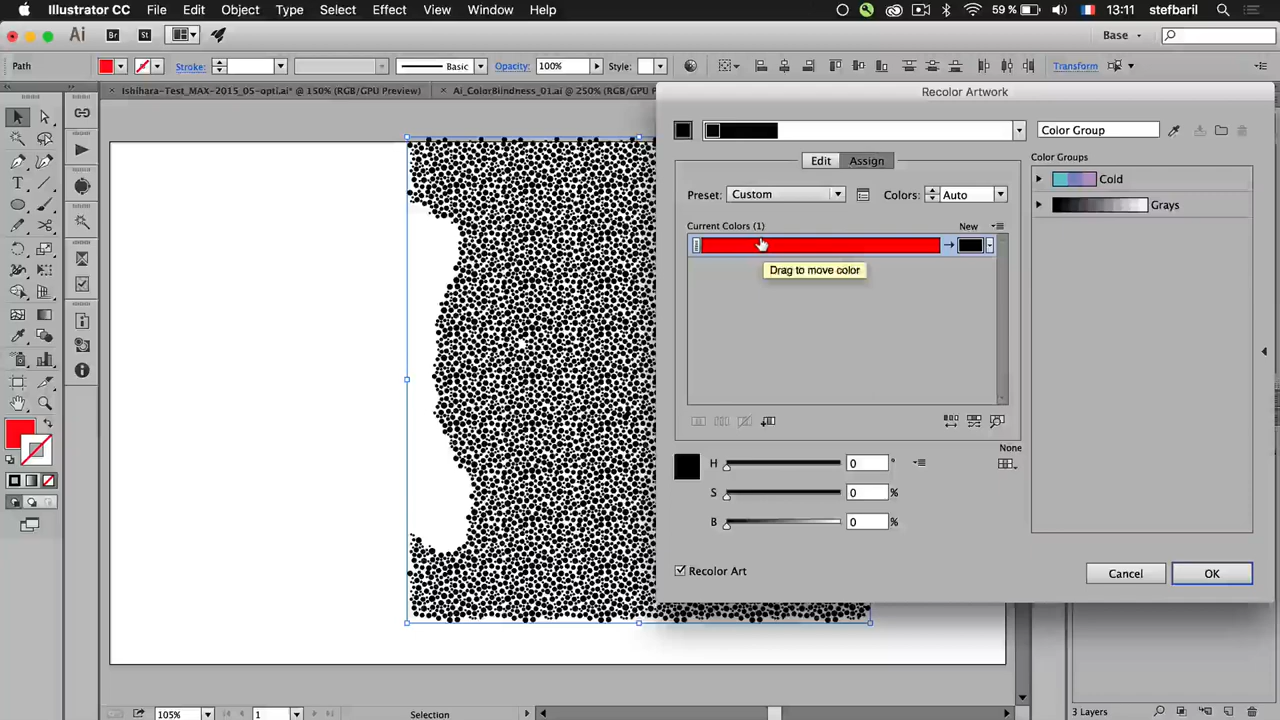 Illustrator CC File Edit Object Type Select Effect View Window Help 59 % 13:11 stefbaril
Ai Br St Base
Path Stroke: Basic Opacity: 100% Style: Transform
Ishihara-Test_MAX-2015_05-opti.ai* @ 150% (RGB/GPU Preview) Ai_ColorBlindness_01.ai @ 250% (RGB/GPU
Recolor Artwork
Color Group
Edit Assign
Color Groups
Preset: Custom Colors: Auto
Cold
Grays
Current Colors (1) New
Drag to move color
None
H 0 °
S 0 %
B 0 %
Recolor Art
Cancel OK
105% 1 Selection 3 Layers